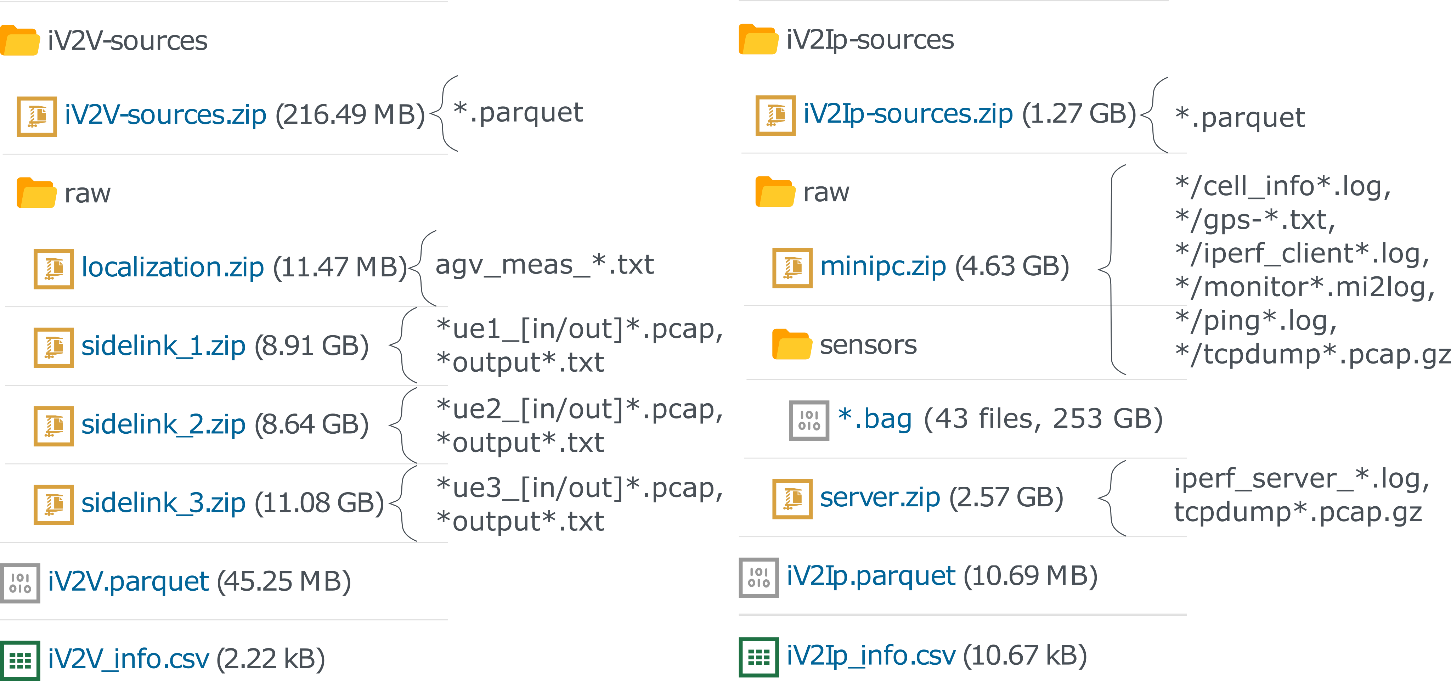 iV2V-sources
iV2V-sources.zip (216.49 MB)
*.parquet
raw
localization.zip (11.47 MB)
agv_meas_*.txt
sidelink_1.zip (8.91 GB)
*ue1_[in/out]*.pcap,
*output*.txt
sidelink_2.zip (8.64 GB)
*ue2_[in/out]*.pcap,
*output*.txt
sidelink_3.zip (11.08 GB)
*ue3_[in/out]*.pcap,
*output*.txt
101
010
iV2V.parquet (45.25 MB)
iV2V_info.csv (2.22 kB)
iV2Ip-sources
iV2Ip-sources.zip (1.27 GB)
*.parquet
raw
minipc.zip (4.63 GB)
*/cell_info*.log,
*/gps-*.txt,
*/iperf_client*.log,
*/monitor*.mi2log,
*/ping*.log,
*/tcpdump*.pcap.gz
sensors
101
010
*.bag (43 files, 253 GB)
server.zip (2.57 GB)
iperf_server_*.log,
tcpdump*.pcap.gz
101
010
iV2Ip.parquet (10.69 MB)
iV2Ip_info.csv (10.67 kB)